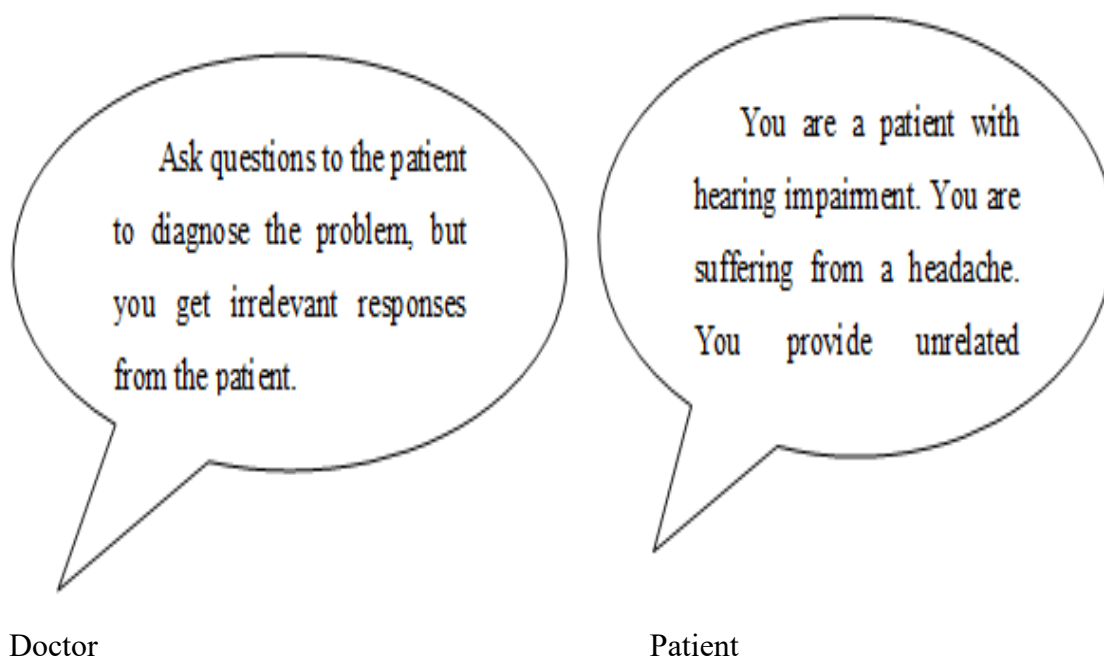 Ask questions to the patient
to diagnose the problem, but
you get irrelevant responses
from the patient.
You are a patient with
hearing impairment. You are
suffering from a headache.
You provide unrelated
Doctor
Patient